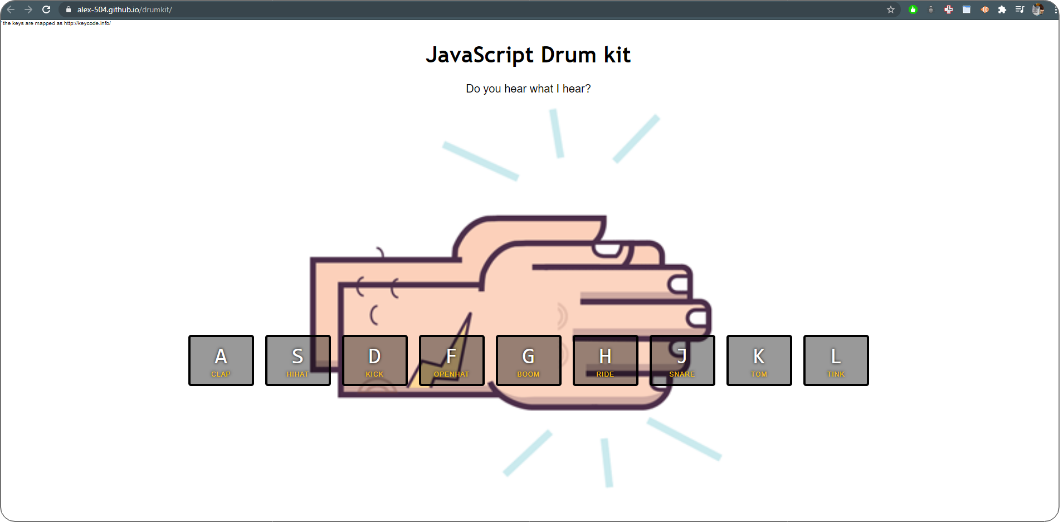 alex-504.github.io/drumkit/
the keys are mapped as http://keycode.info/
JavaScript Drum kit
Do you hear what I hear?
A S D F G H J K L
CLAP HIHAT KICK OPENHAT BOOM RIDE SNARE TOM TINK